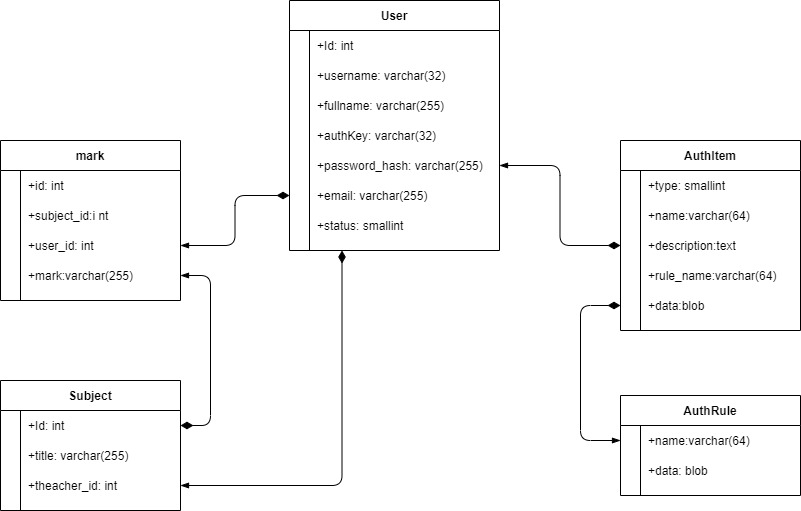 User
+Id: int
+username: varchar(32)
+fullname: varchar(255)
+authKey: varchar(32)
+password_hash: varchar(255)
+email: varchar(255)
+status: smallint
mark
+id: int
+subject_id:i nt
+user_id: int
+mark:varchar(255)
AuthItem
+type: smallint
+name:varchar(64)
+description:text
+rule_name:varchar(64)
+data:blob
Subject
+Id: int
+title: varchar(255)
+theacher_id: int
AuthRule
+name:varchar(64)
+data: blob